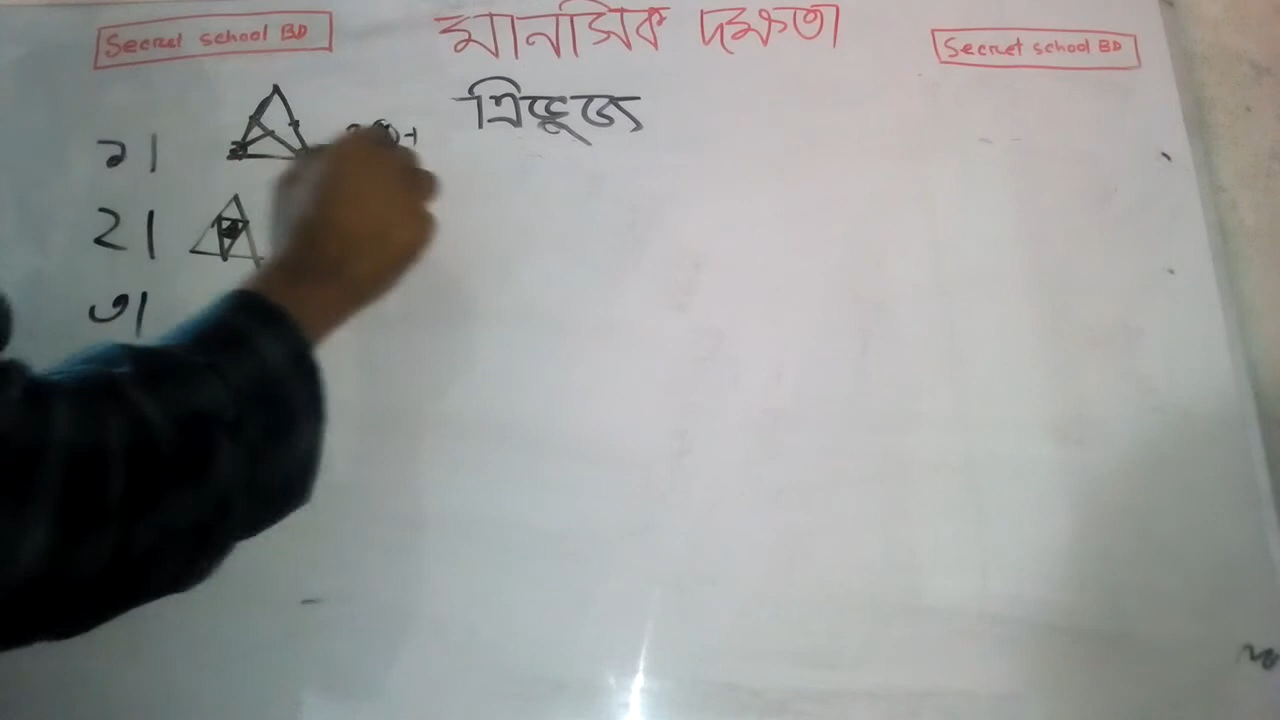 Secret school BD
মানসিক দক্ষতা
Secret school BD
ত্রিভূজ
১।
২।
৩।